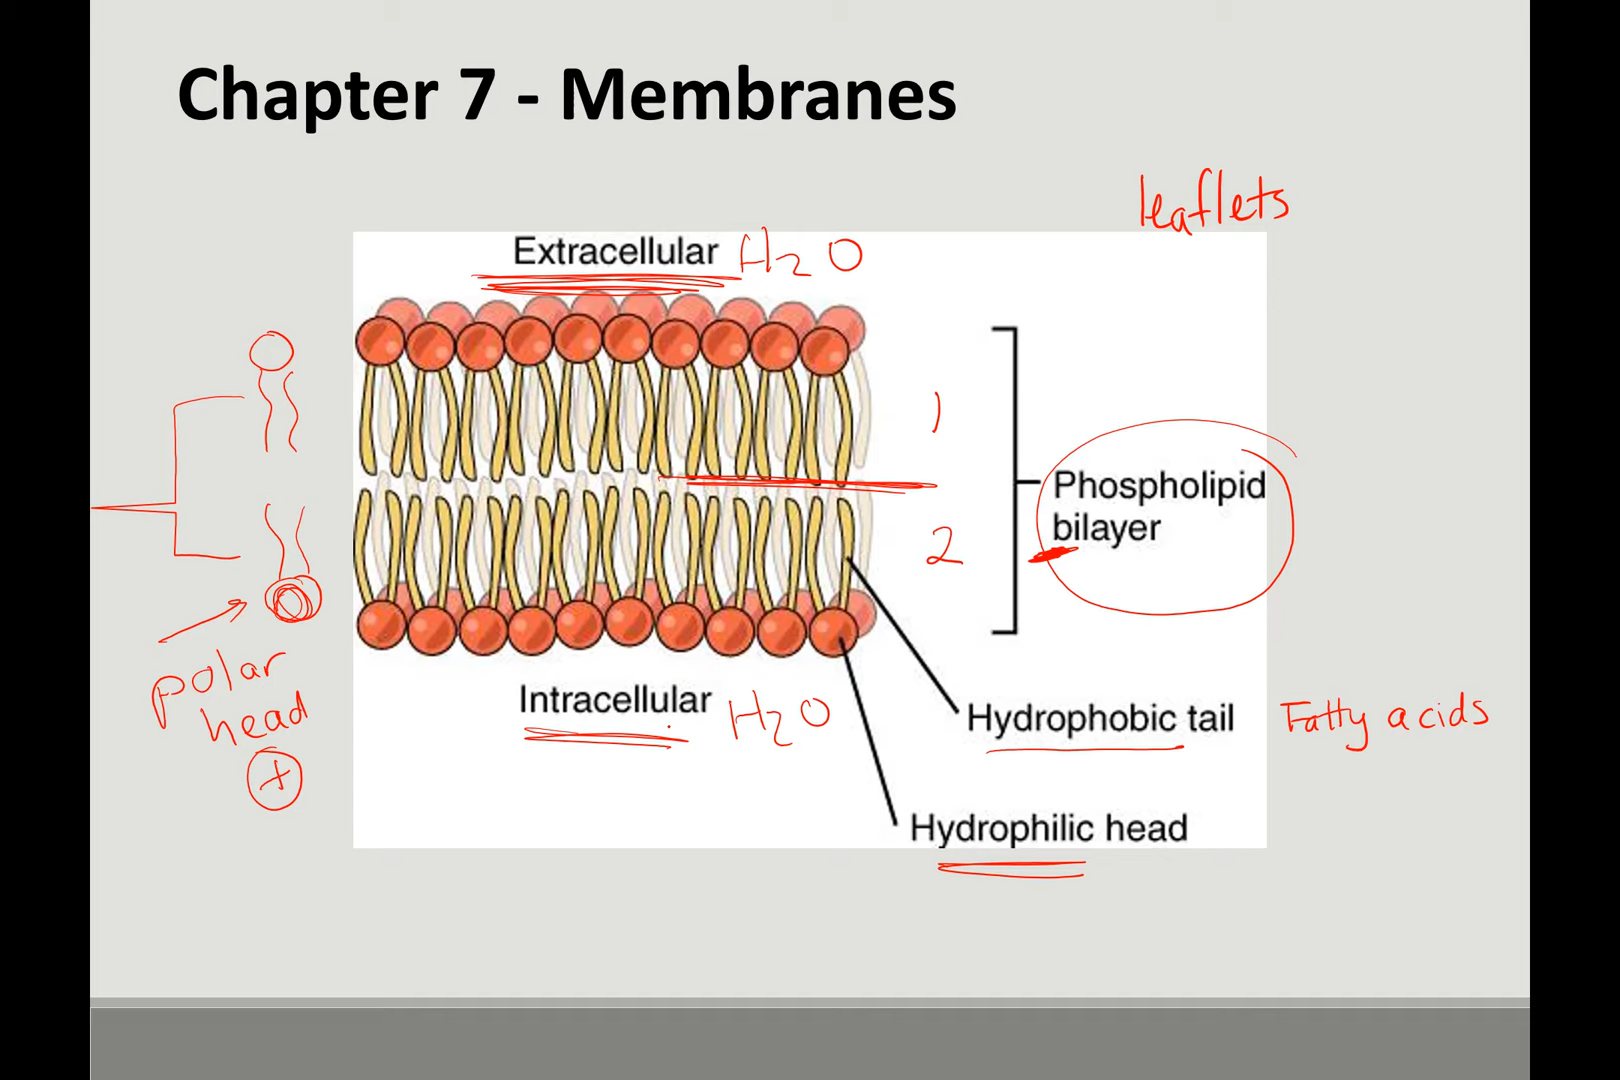 Chapter 7 - Membranes
leaflets
Extracellular H2O
1
Phospholipid
bilayer
2
polar
head
+
Intracellular H2O
Hydrophobic tail Fatty acids
Hydrophilic head